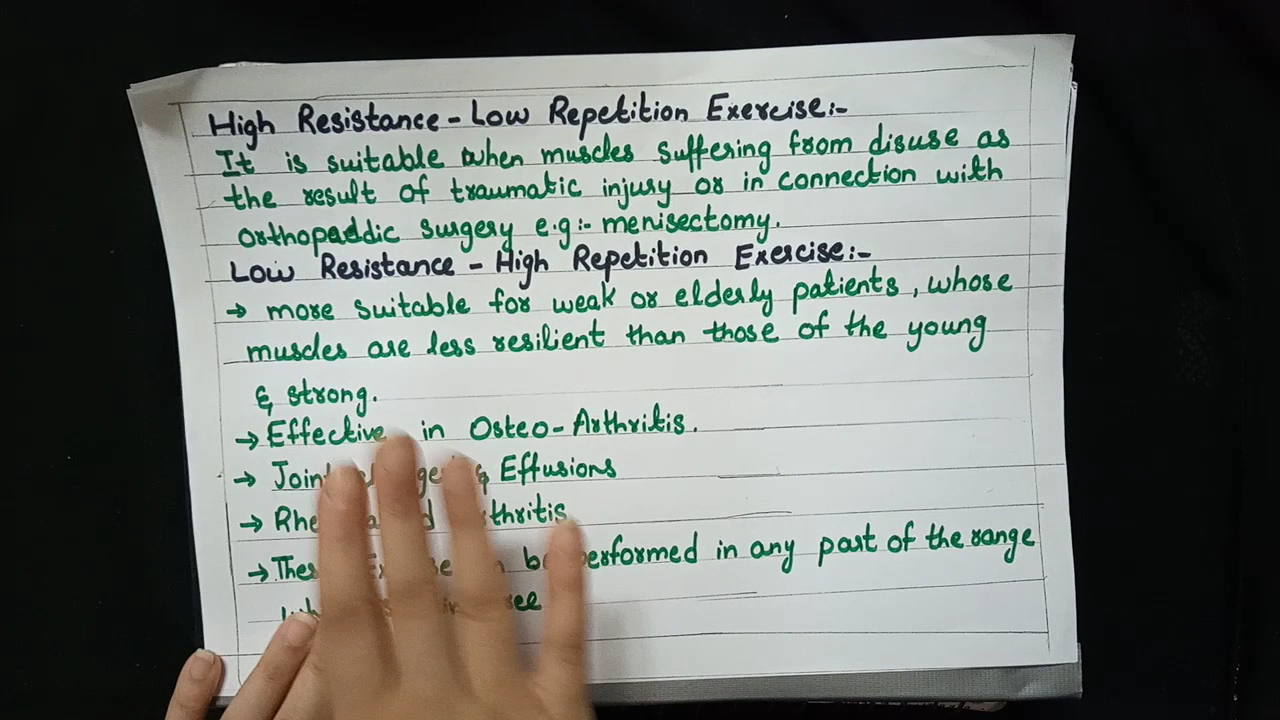 High Resistance - Low Repetition Exercise:-
It is suitable when muscles suffering from disuse as
the result of traumatic injury or in connection with
Orthopaddic surgery e.g:- menisectomy.
Low Resistance - High Repetition Exercise:-
→ more suitable for weak or elderly patients, whose
muscles are less resilient than those of the young
& strong.
→ Effective in Osteo-Arthritis.
→ Effusions
→
→ performed in any part of the range